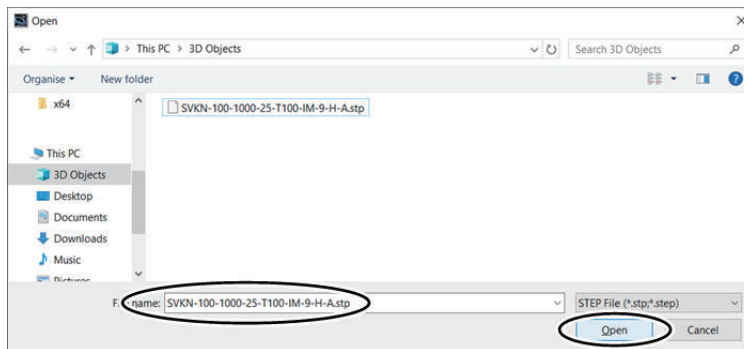 Open
This PC > 3D Objects
Search 3D Objects
Organise
New folder
x64
SVKN-100-1000-25-T100-IM-9-H-A.stp
This PC
3D Objects
Desktop
Documents
Downloads
Music
Pictures
name: SVKN-100-1000-25-T100-IM-9-H-A.stp
STEP File (*.stp;*.step)
Open
Cancel